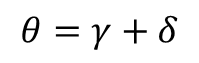 θ = γ + δ